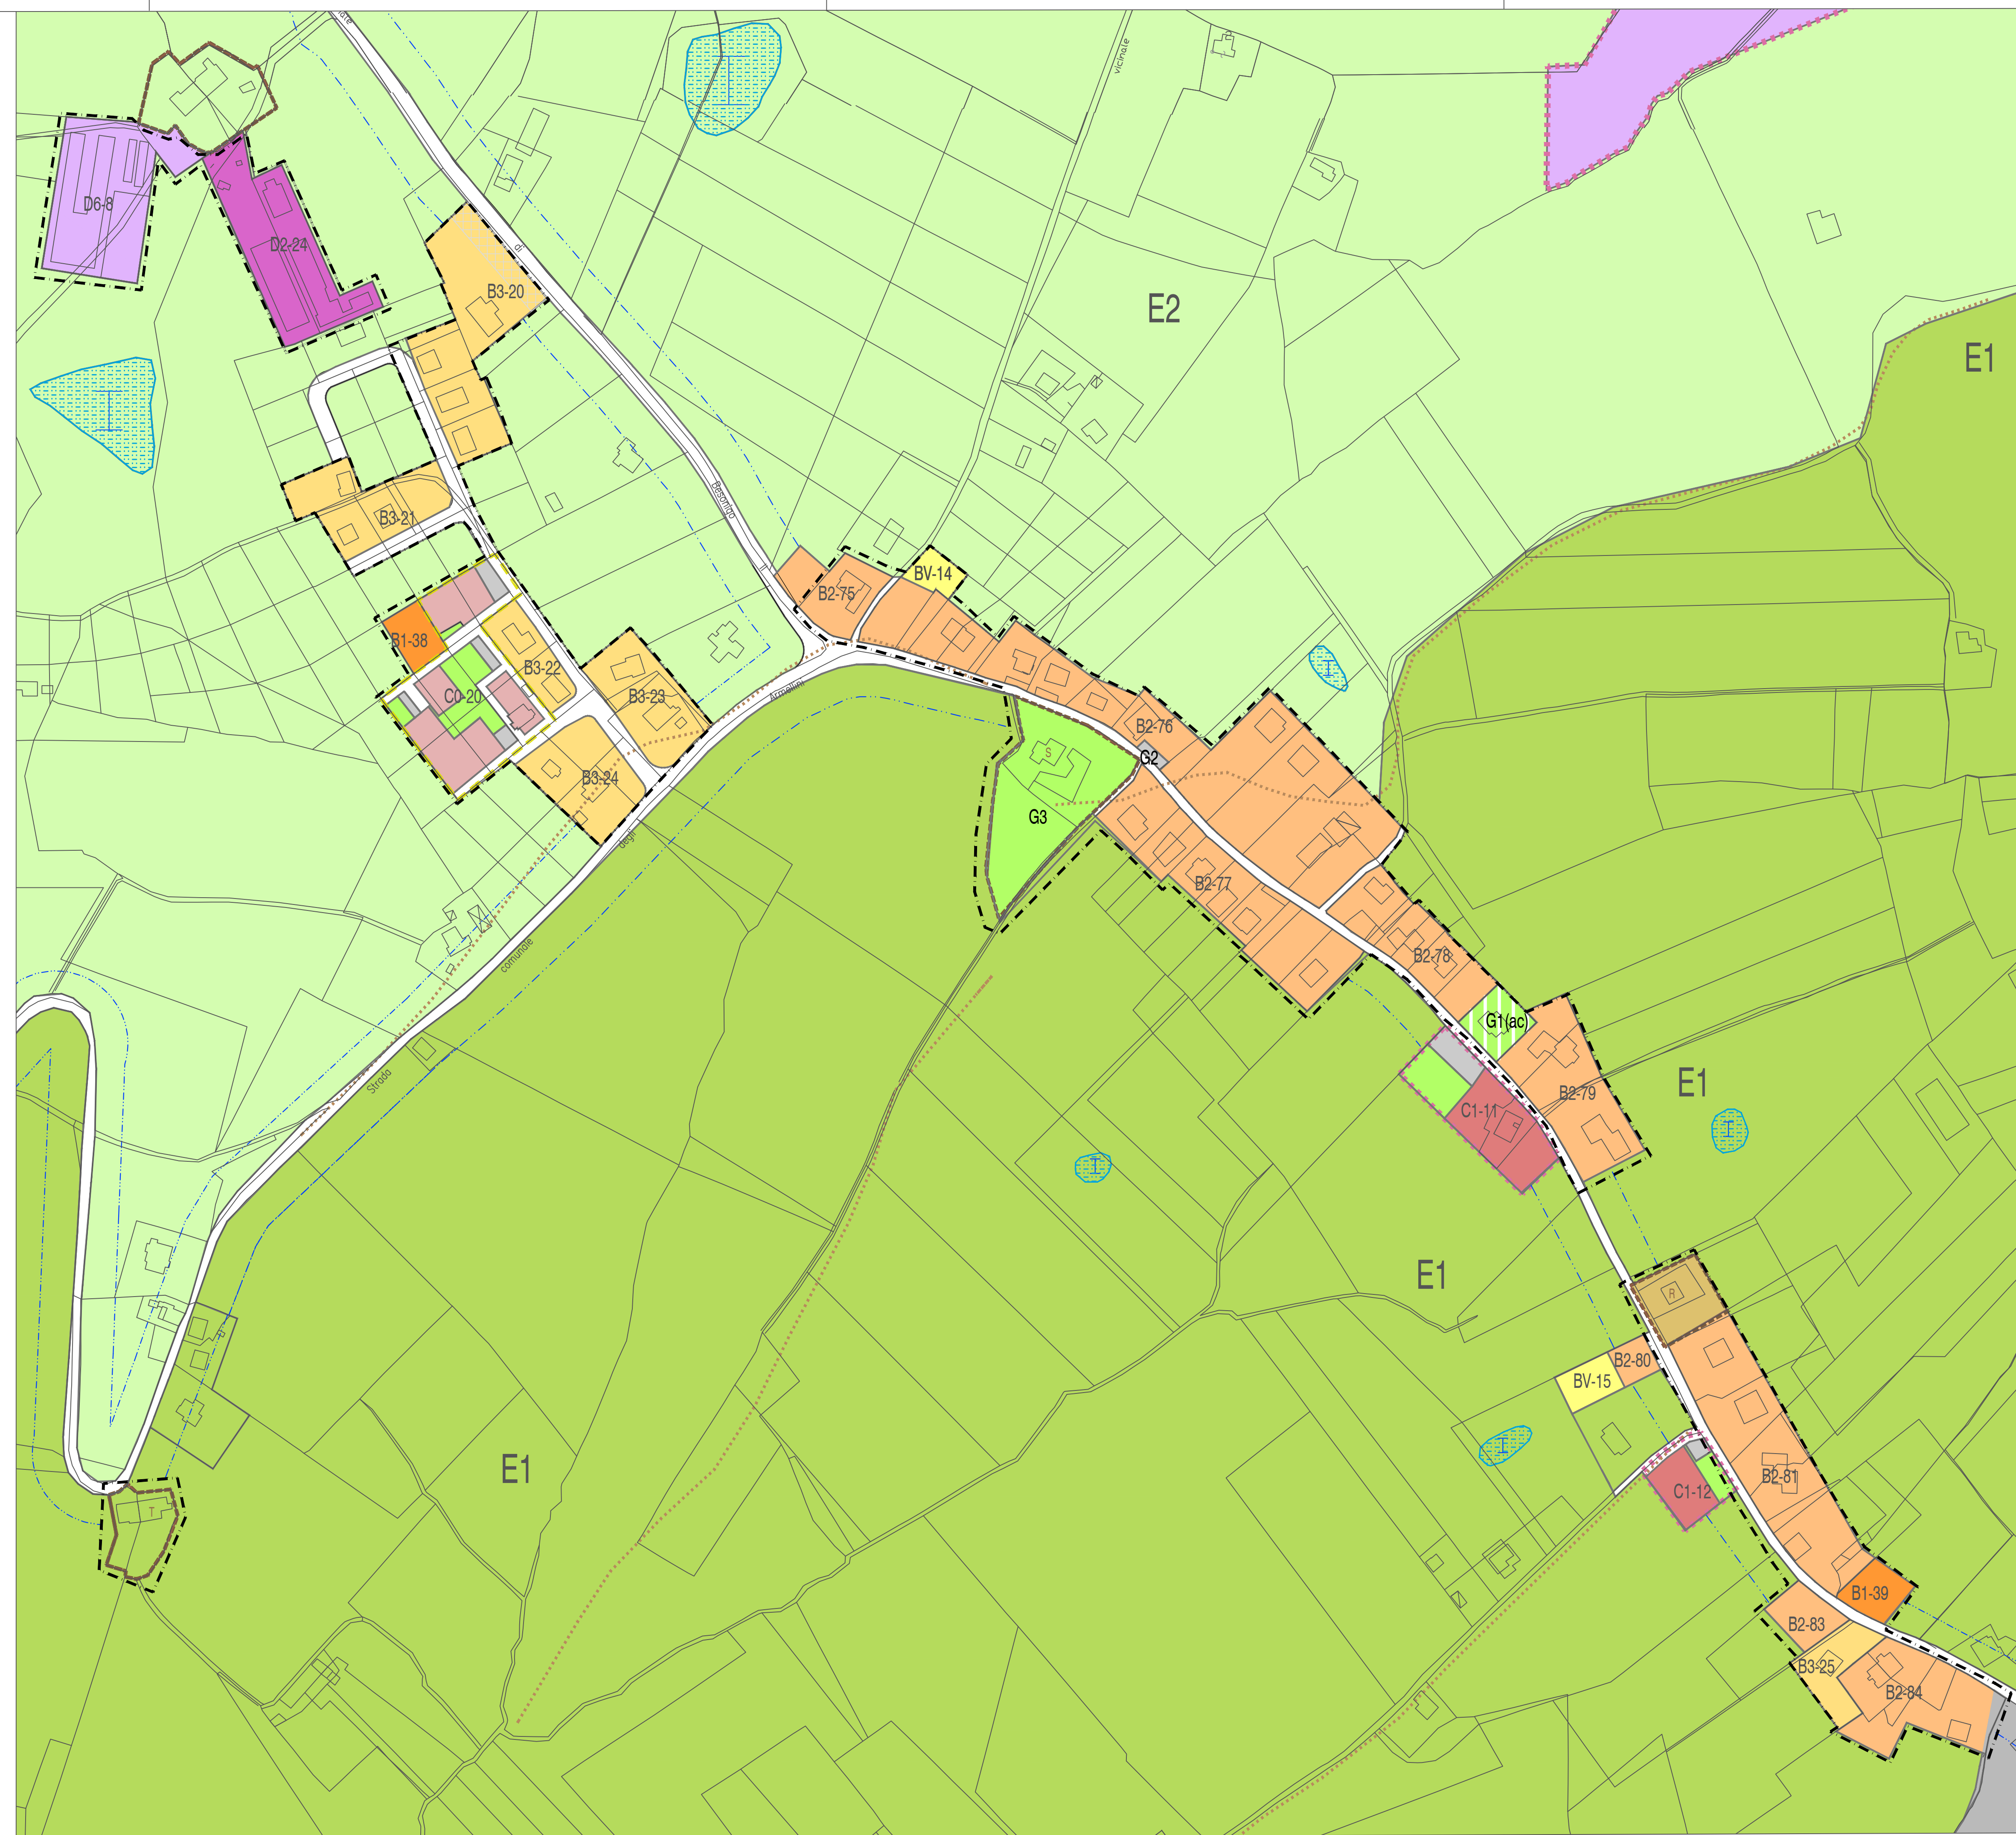 vicinale
D6-8
di
D2-24
B3-20
E2
E1
Besonigo
B3-21
BV-14
B2-75
B1-38
B3-22
C0-20
B3-23
Armellini
B2-76
S
G2
B3-24
G3
degli
B2-77
B2-78
comunale
G1(ac)
Strada
E1
B2-79
C1-11
I
I
I
I
I
I
E1
R
B2-80
BV-15
E1
B2-81
C1-12
T
B1-39
B2-83
B3-25
B2-84